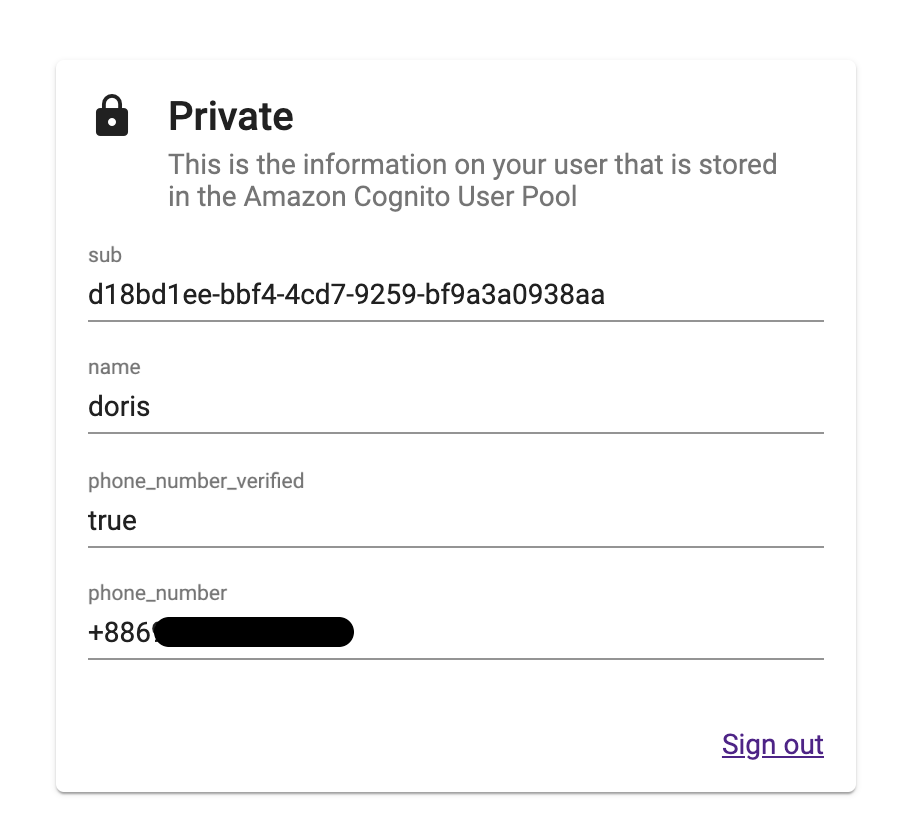 Private
This is the information on your user that is stored
in the Amazon Cognito User Pool
sub
d18bd1ee-bbf4-4cd7-9259-bf9a3a0938aa
name
doris
phone_number_verified
true
phone_number
+886
Sign out